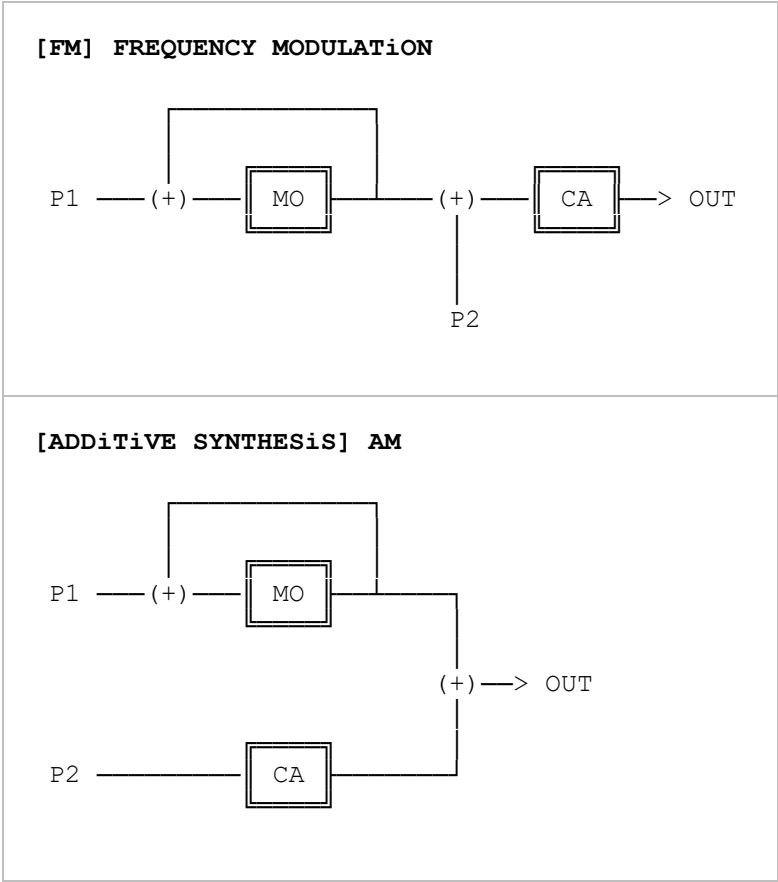 [FM] FREQUENCY MODULATiON
P1 (+) MO (+) CA > OUT
P2
[ADDiTiVE SYNTHESiS] AM
P1 (+) MO
(+) > OUT
P2 CA